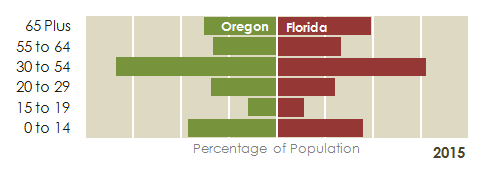 65 Plus
Oregon
Florida
55 to 64
30 to 54
20 to 29
15 to 19
0 to 14
Percentage of Population
2015